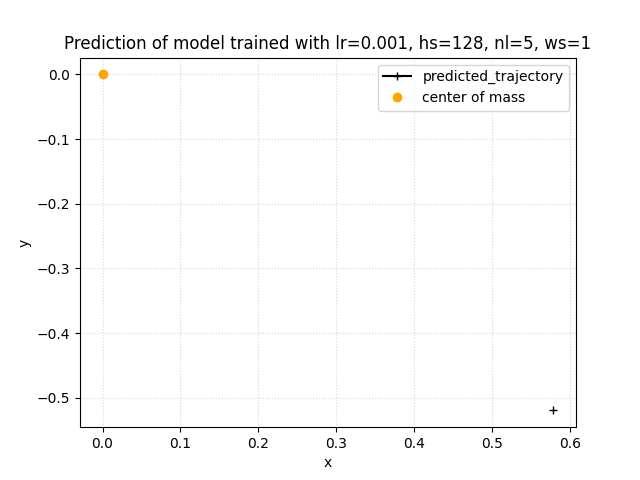 Prediction of model trained with lr=0.001, hs=128, nl=5, ws=1
predicted_trajectory
center of mass
0.0
−0.1
−0.2
−0.3
−0.4
−0.5
y
0.0 0.1 0.2 0.3 0.4 0.5 0.6
x